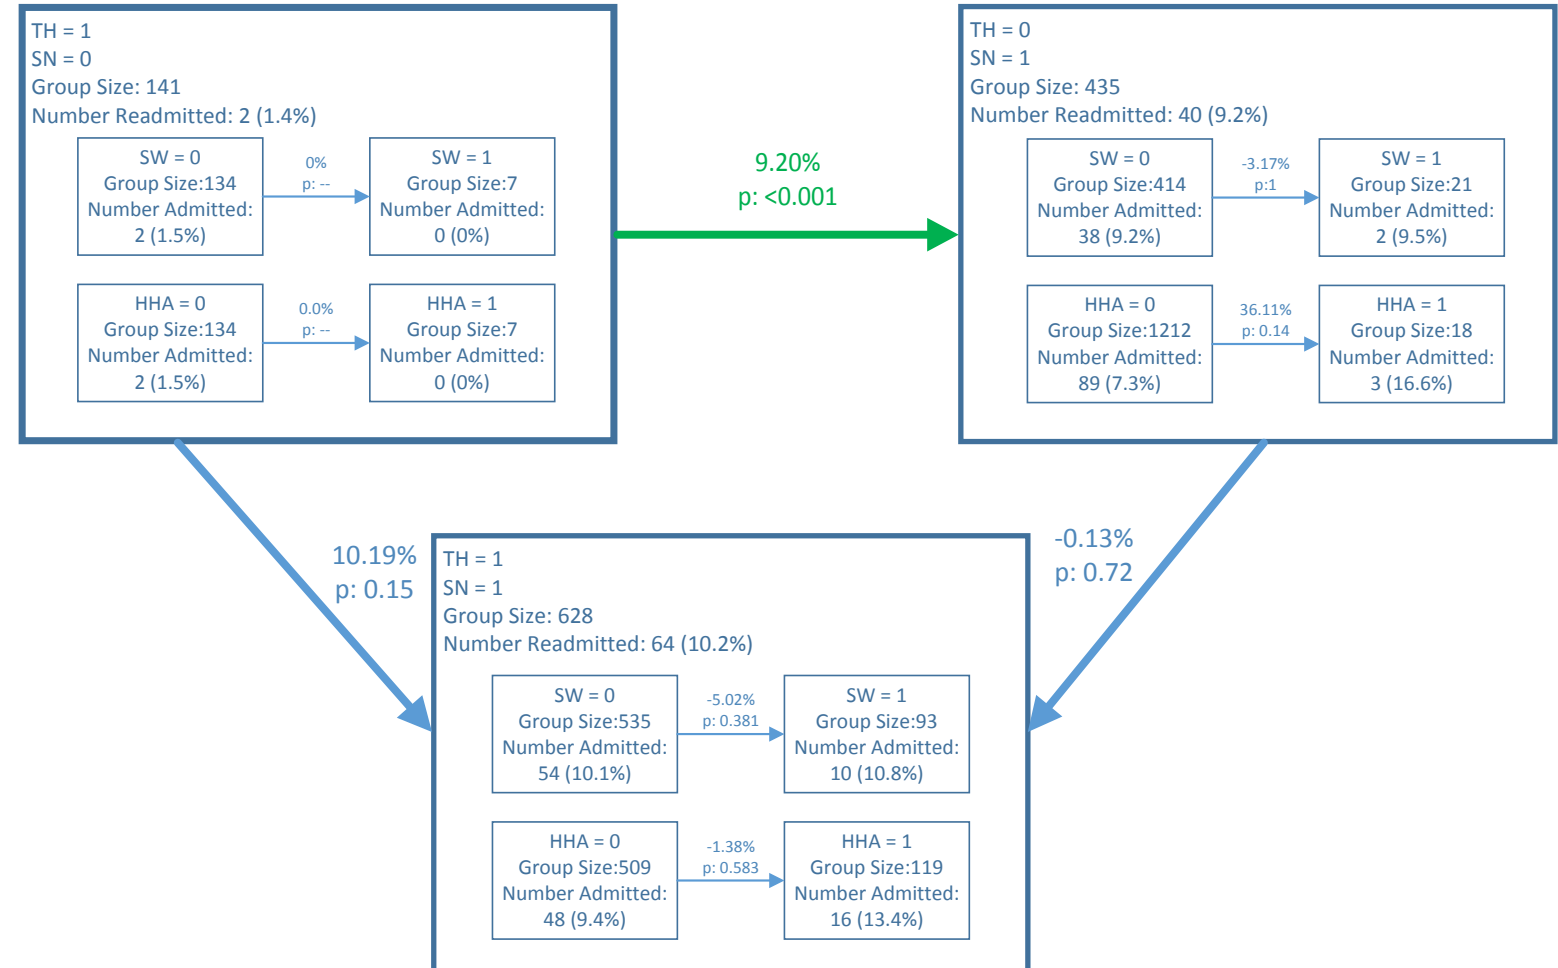 TH = 1
SN = 0
Group Size: 141
Number Readmitted: 2 (1.4%)
SW = 0
Group Size:134
Number Admitted:
2 (1.5%)
0%
p: --
SW = 1
Group Size:7
Number Admitted:
0 (0%)
HHA = 0
Group Size:134
Number Admitted:
2 (1.5%)
0.0%
p: --
HHA = 1
Group Size:7
Number Admitted:
0 (0%)
9.20%
p: <0.001
TH = 0
SN = 1
Group Size: 435
Number Readmitted: 40 (9.2%)
SW = 0
Group Size:414
Number Admitted:
38 (9.2%)
-3.17%
p:1
SW = 1
Group Size:21
Number Admitted:
2 (9.5%)
HHA = 0
Group Size:1212
Number Admitted:
89 (7.3%)
36.11%
p: 0.14
HHA = 1
Group Size:18
Number Admitted:
3 (16.6%)
10.19%
p: 0.15
-0.13%
p: 0.72
TH = 1
SN = 1
Group Size: 628
Number Readmitted: 64 (10.2%)
SW = 0
Group Size:535
Number Admitted:
54 (10.1%)
-5.02%
p: 0.381
SW = 1
Group Size:93
Number Admitted:
10 (10.8%)
HHA = 0
Group Size:509
Number Admitted:
48 (9.4%)
-1.38%
p: 0.583
HHA = 1
Group Size:119
Number Admitted:
16 (13.4%)